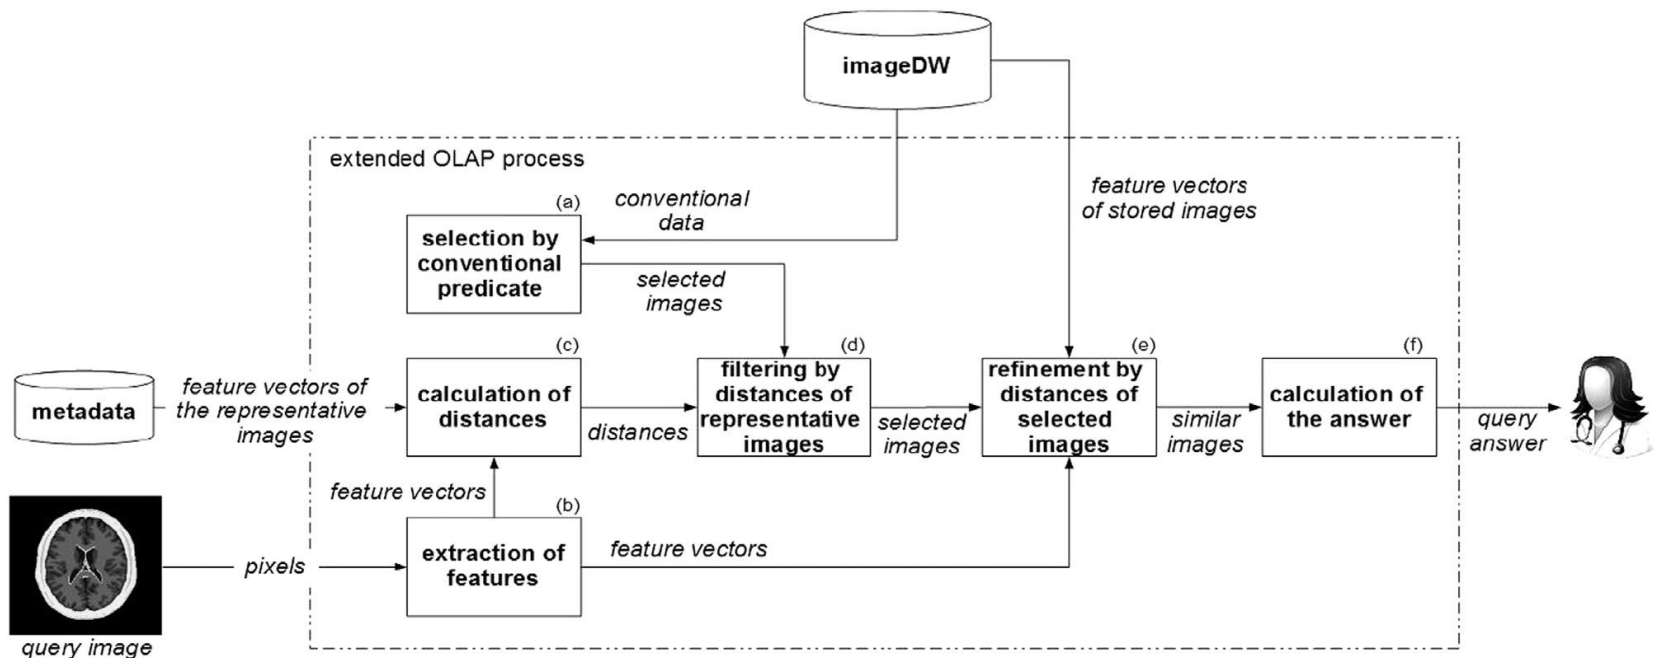 imageDW
extended OLAP process
conventional
data
feature vectors
of stored images
(a)
selection by
conventional
predicate
selected
images
(c)
calculation of
distances
(d)
filtering by
distances of
representative
images
(e)
refinement by
distances of
selected
images
(f)
calculation of
the answer
metadata
feature vectors of
the representative
images
distances
selected
images
similar
images
query
answer
feature vectors
(b)
extraction of
features
feature vectors
pixels
query image